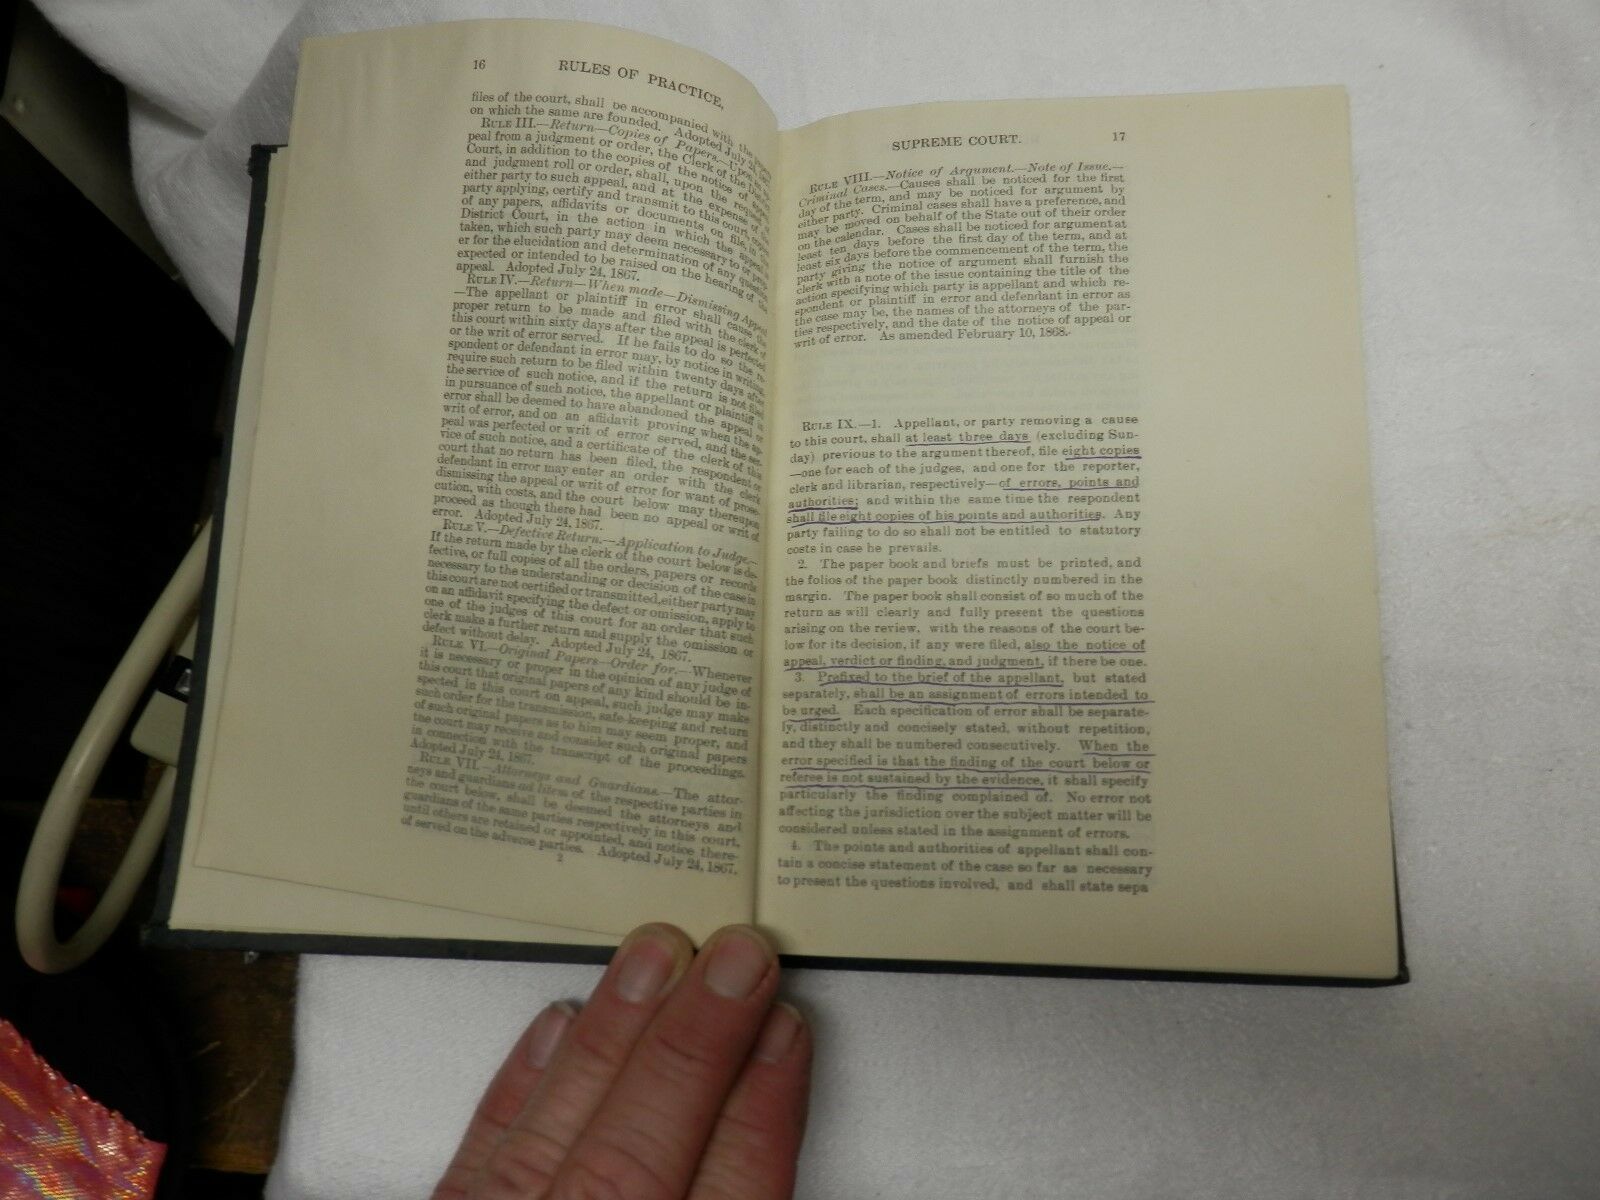 16 RULES OF PRACTICE,
files of the court, shall be accompanied with the
on which the same are founded. Adopted July 24,
RULE III.—Return—Copies of Papers.—Upon
peal from a judgment or order, the Clerk of the
Court, in addition to the copies of the notice of appeal
and judgment roll or order, shall, upon the request of
either party to such appeal, and at the expense of the
party applying, certify and transmit to this court, copies
of any papers, affidavits or documents on file, in the
District Court, in the action in which the appeal is
taken, which such party may deem necessary to or prop-
er for the elucidation and determination of any question
expected or intended to be raised on the hearing of the
appeal. Adopted July 24, 1867.
RULE IV.—Return—When made—Dismissing Appeal.
—The appellant or plaintiff in error shall cause the
proper return to be made and filed with the clerk of
this court within sixty days after the appeal is perfected
or the writ of error served. If he fails to do so the re-
spondent or defendant in error may, by notice in writing,
require such return to be filed within twenty days after
the service of such notice, and if the return is not filed
in pursuance of such notice, the appellant or plaintiff in
error shall be deemed to have abandoned the appeal or
writ of error, and on an affidavit proving when the ap-
peal was perfected or writ of error served, and the ser-
vice of such notice, and a certificate of the clerk of this
court that no return has been filed, the respondent or
defendant in error may enter an order with the clerk
dismissing the appeal or writ of error for want of prose-
cution, with costs, and the court below may thereupon
proceed as though there had been no appeal or writ of
error. Adopted July 24, 1867.
RULE V.—Defective Return.—Application to Judge.—
If the return made by the clerk of the court below is de-
fective, or full copies of all the orders, papers or records
necessary to the understanding or decision of the case in
this court are not certified or transmitted, either party may
on an affidavit specifying the defect or omission, apply to
one of the judges of this court for an order that such
clerk make a further return and supply the omission or
defect without delay. Adopted July 24, 1867.
RULE VI.—Original Papers—Order for.—Whenever
it is necessary or proper in the opinion of any judge of
this court that original papers of any kind should be in-
spected in this court on appeal, such judge may make
such order for the transmission, safe-keeping and return
of such original papers as to him may seem proper, and
the court may receive and consider such original papers
in connection with the transcript of the proceedings.
Adopted July 24, 1867.
RULE VII.—Attorneys and Guardians.—The attor-
neys and guardians ad litem of the respective parties in
the court below, shall be deemed the attorneys and
guardians of the same parties respectively in this court,
until others are retained or appointed, and notice there-
of served on the adverse parties. Adopted July 24, 1867.
2
SUPREME COURT. 17
RULE VIII.—Notice of Argument.—Note of Issue.—
Criminal Cases.—Causes shall be noticed for the first
day of the term, and may be noticed for argument by
either party. Criminal cases shall have a preference, and
may be moved on behalf of the State out of their order
on the calendar. Cases shall be noticed for argument at
least ten days before the first day of the term, and at
least six days before the commencement of the term, the
party giving the notice of argument shall furnish the
clerk with a note of the issue containing the title of the
action specifying which party is appellant and which re-
spondent or plaintiff in error and defendant in error as
the case may be, the names of the attorneys of the par-
ties respectively, and the date of the notice of appeal or
writ of error. As amended February 10, 1868.
RULE IX.—1. Appellant, or party removing a cause
to this court, shall at least three days (excluding Sun-
day) previous to the argument thereof, file eight copies
—one for each of the judges, and one for the reporter,
clerk and librarian, respectively—of errors, points and
authorities; and within the same time the respondent
shall file eight copies of his points and authorities. Any
party failing to do so shall not be entitled to statutory
costs in case he prevails.
2. The paper book and briefs must be printed, and
the folios of the paper book distinctly numbered in the
margin. The paper book shall consist of so much of the
return as will clearly and fully present the questions
arising on the review, with the reasons of the court be-
low for its decision, if any were filed, also the notice of
appeal, verdict or finding, and judgment, if there be one.
3. Prefixed to the brief of the appellant, but stated
separately, shall be an assignment of errors intended to
be urged. Each specification of error shall be separate-
ly, distinctly and concisely stated, without repetition,
and they shall be numbered consecutively. When the
error specified is that the finding of the court below or
referee is not sustained by the evidence, it shall specify
particularly the finding complained of. No error not
affecting the jurisdiction over the subject matter will be
considered unless stated in the assignment of errors.
4. The points and authorities of appellant shall con-
tain a concise statement of the case so far as necessary
to present the questions involved, and shall state sepa